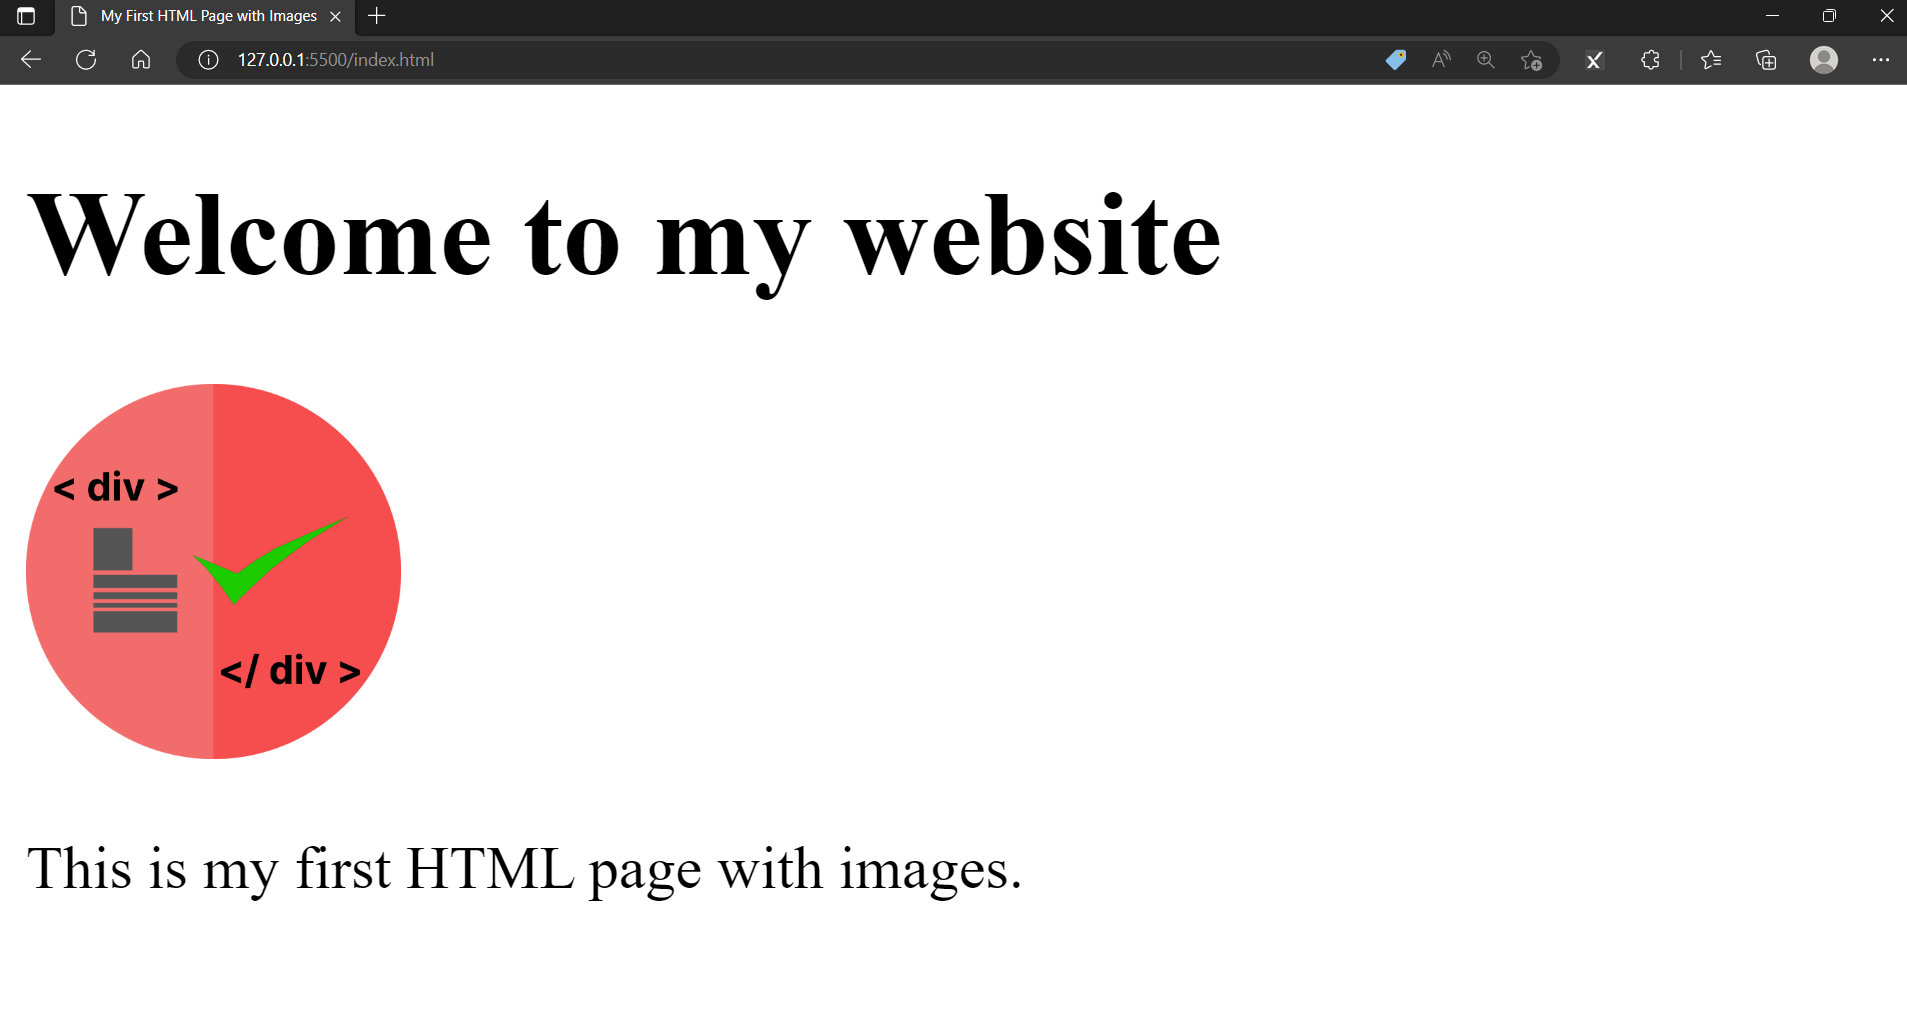 My First HTML Page with Images
127.0.0.1:5500/index.html
Welcome to my website
< div >
</ div >
This is my first HTML page with images.